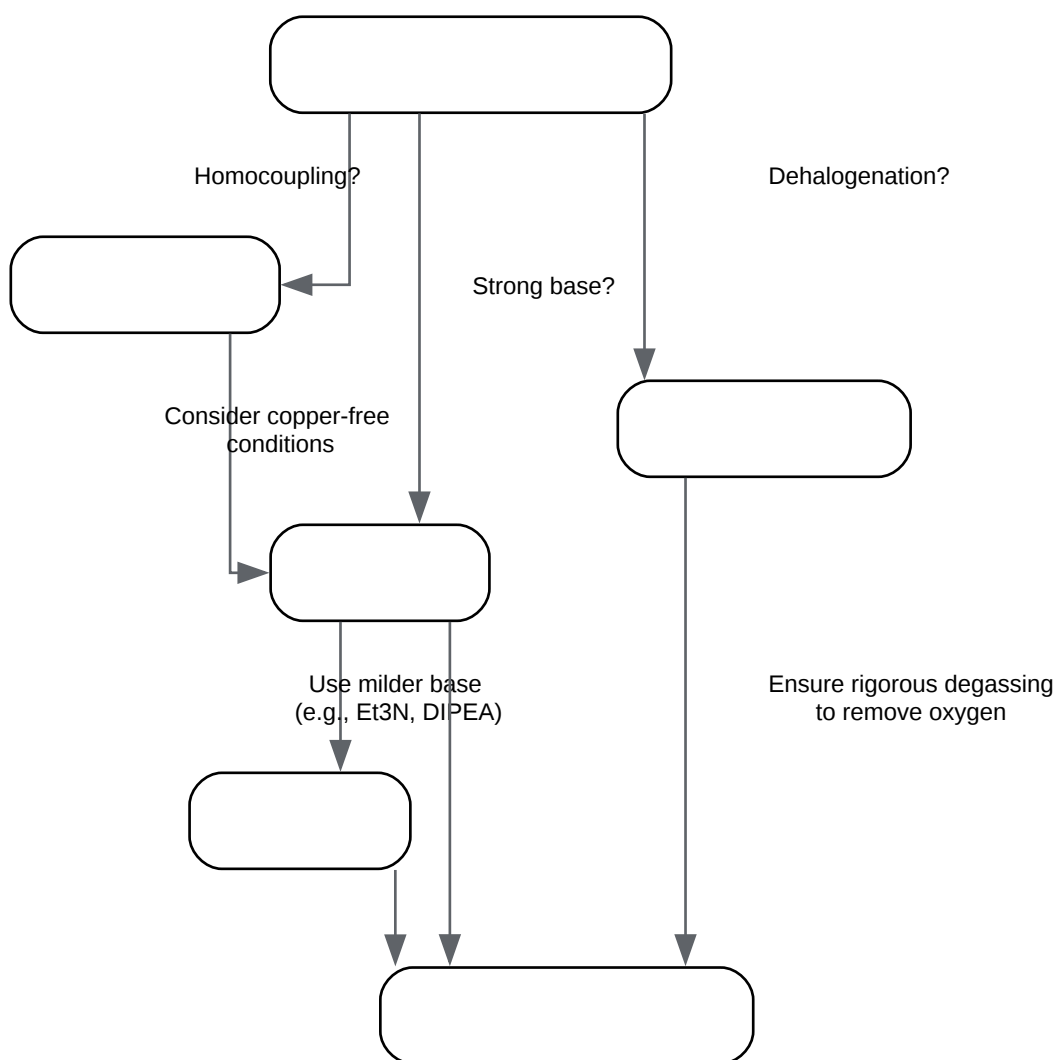 Homocoupling?
Dehalogenation?
Strong base?
Consider copper-free
conditions
Use milder base
(e.g., Et3N, DIPEA)
Ensure rigorous degassing
to remove oxygen